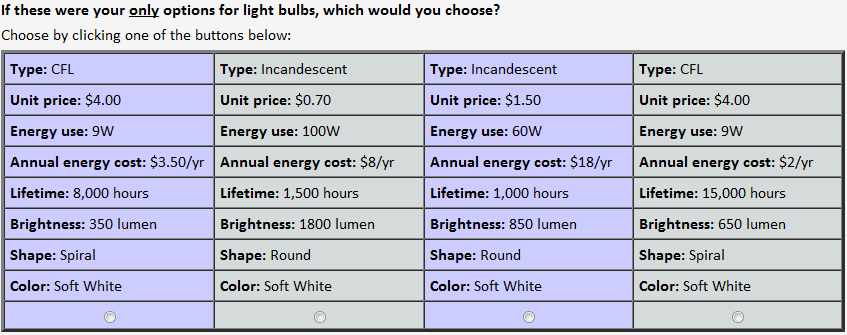 If these were your only options for light bulbs, which would you choose?
Choose by clicking one of the buttons below:
Type: CFL Type: Incandescent Type: Incandescent Type: CFL
Unit price: $4.00 Unit price: $0.70 Unit price: $1.50 Unit price: $4.00
Energy use: 9W Energy use: 100W Energy use: 60W Energy use: 9W
Annual energy cost: $3.50/yr Annual energy cost: $8/yr Annual energy cost: $18/yr Annual energy cost: $2/yr
Lifetime: 8,000 hours Lifetime: 1,500 hours Lifetime: 1,000 hours Lifetime: 15,000 hours
Brightness: 350 lumen Brightness: 1800 lumen Brightness: 850 lumen Brightness: 650 lumen
Shape: Spiral Shape: Round Shape: Round Shape: Spiral
Color: Soft White Color: Soft White Color: Soft White Color: Soft White